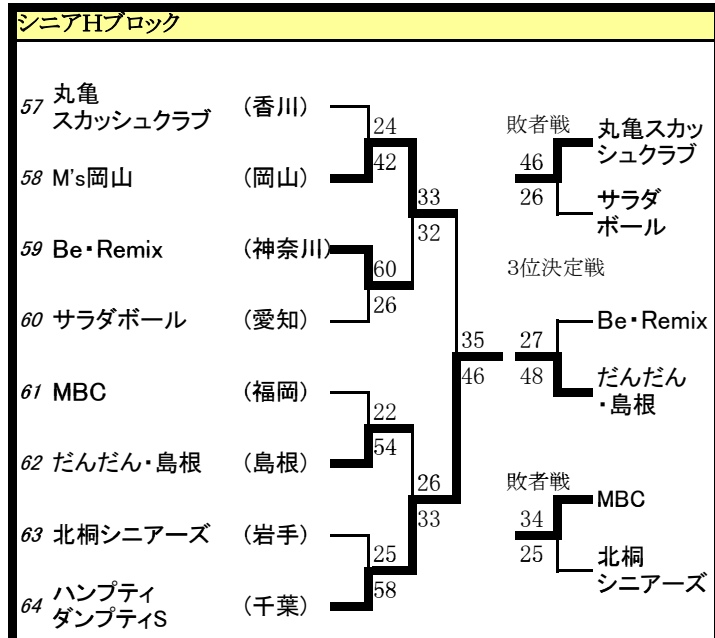 シニアHブロック
57 丸亀
スカッシュクラブ (香川)
58 M's岡山 (岡山)
59 Be・Remix (神奈川)
60 サラダボール (愛知)
61 MBC (福岡)
62 だんだん・島根 (島根)
63 北桐シニアーズ (岩手)
64 ハンプティ
ダンプティS (千葉)
24
42
60
26
22
54
25
58
33
32
26
33
35
46
敗者戦
丸亀スカッ
シュクラブ
46
26
サラダ
ボール
3位決定戦
Be・Remix
27
48
だんだん
・島根
敗者戦
MBC
34
25
北桐
シニアーズ